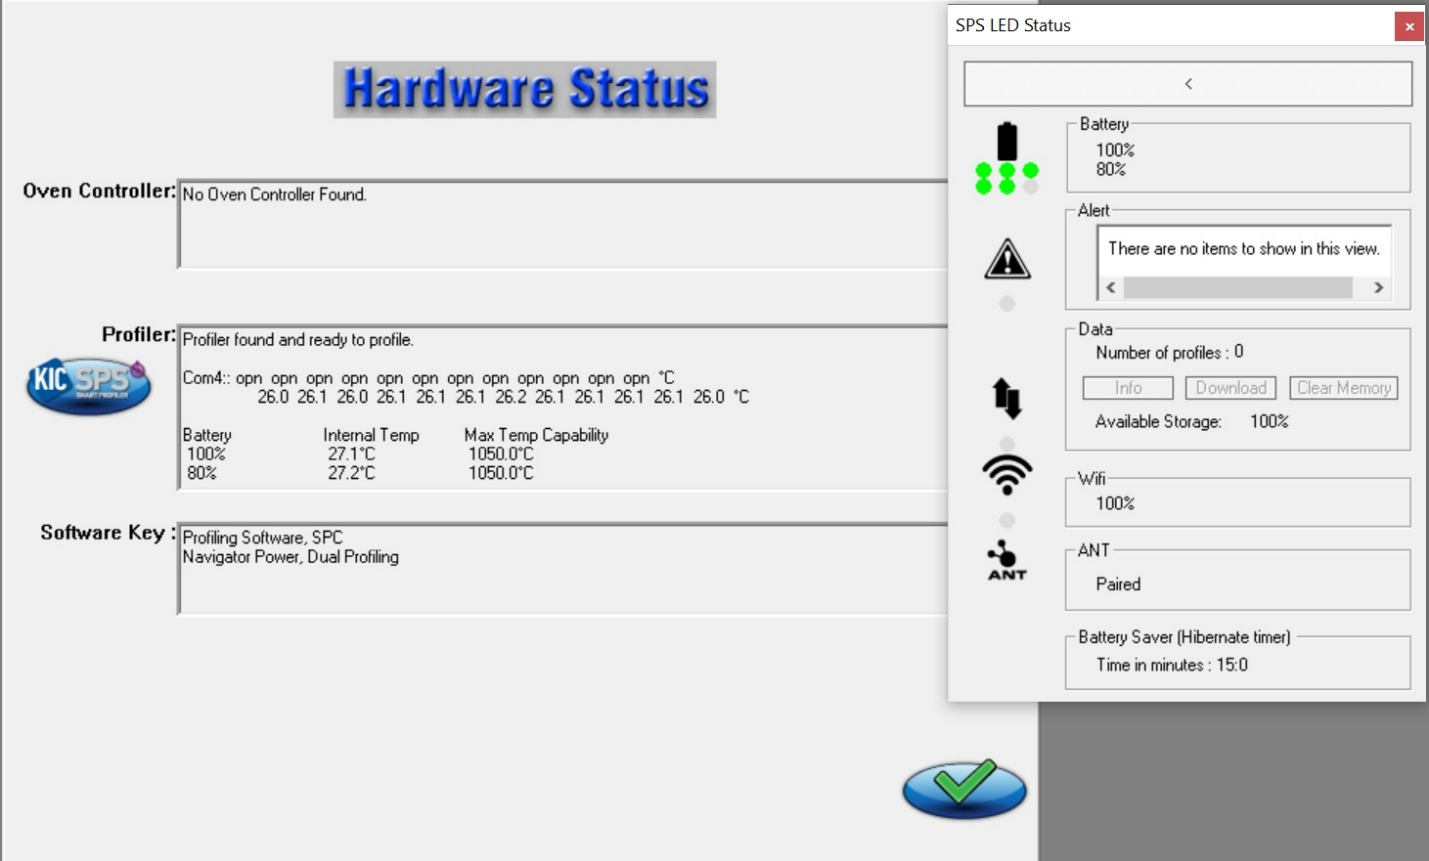 SPS LED Status
×
Hardware Status
<
Battery
100%
80%
Oven Controller:
No Oven Controller Found.
Alert
There are no items to show in this view.
< >
Profiler:
Profiler found and ready to profile.
KIC SPS
SMART PROFILER
Com4:: opn opn opn opn opn opn opn opn opn opn opn opn °C
26.0 26.1 26.0 26.1 26.1 26.1 26.2 26.1 26.1 26.1 26.1 26.0 °C
Battery Internal Temp Max Temp Capability
100% 27.1°C 1050.0°C
80% 27.2°C 1050.0°C
Data
Number of profiles : 0
Info Download Clear Memory
Available Storage: 100%
Wifi
100%
Software Key :
Profiling Software, SPC
Navigator Power, Dual Profiling
ANT
ANT
Paired
Battery Saver (Hibernate timer)
Time in minutes : 15:0